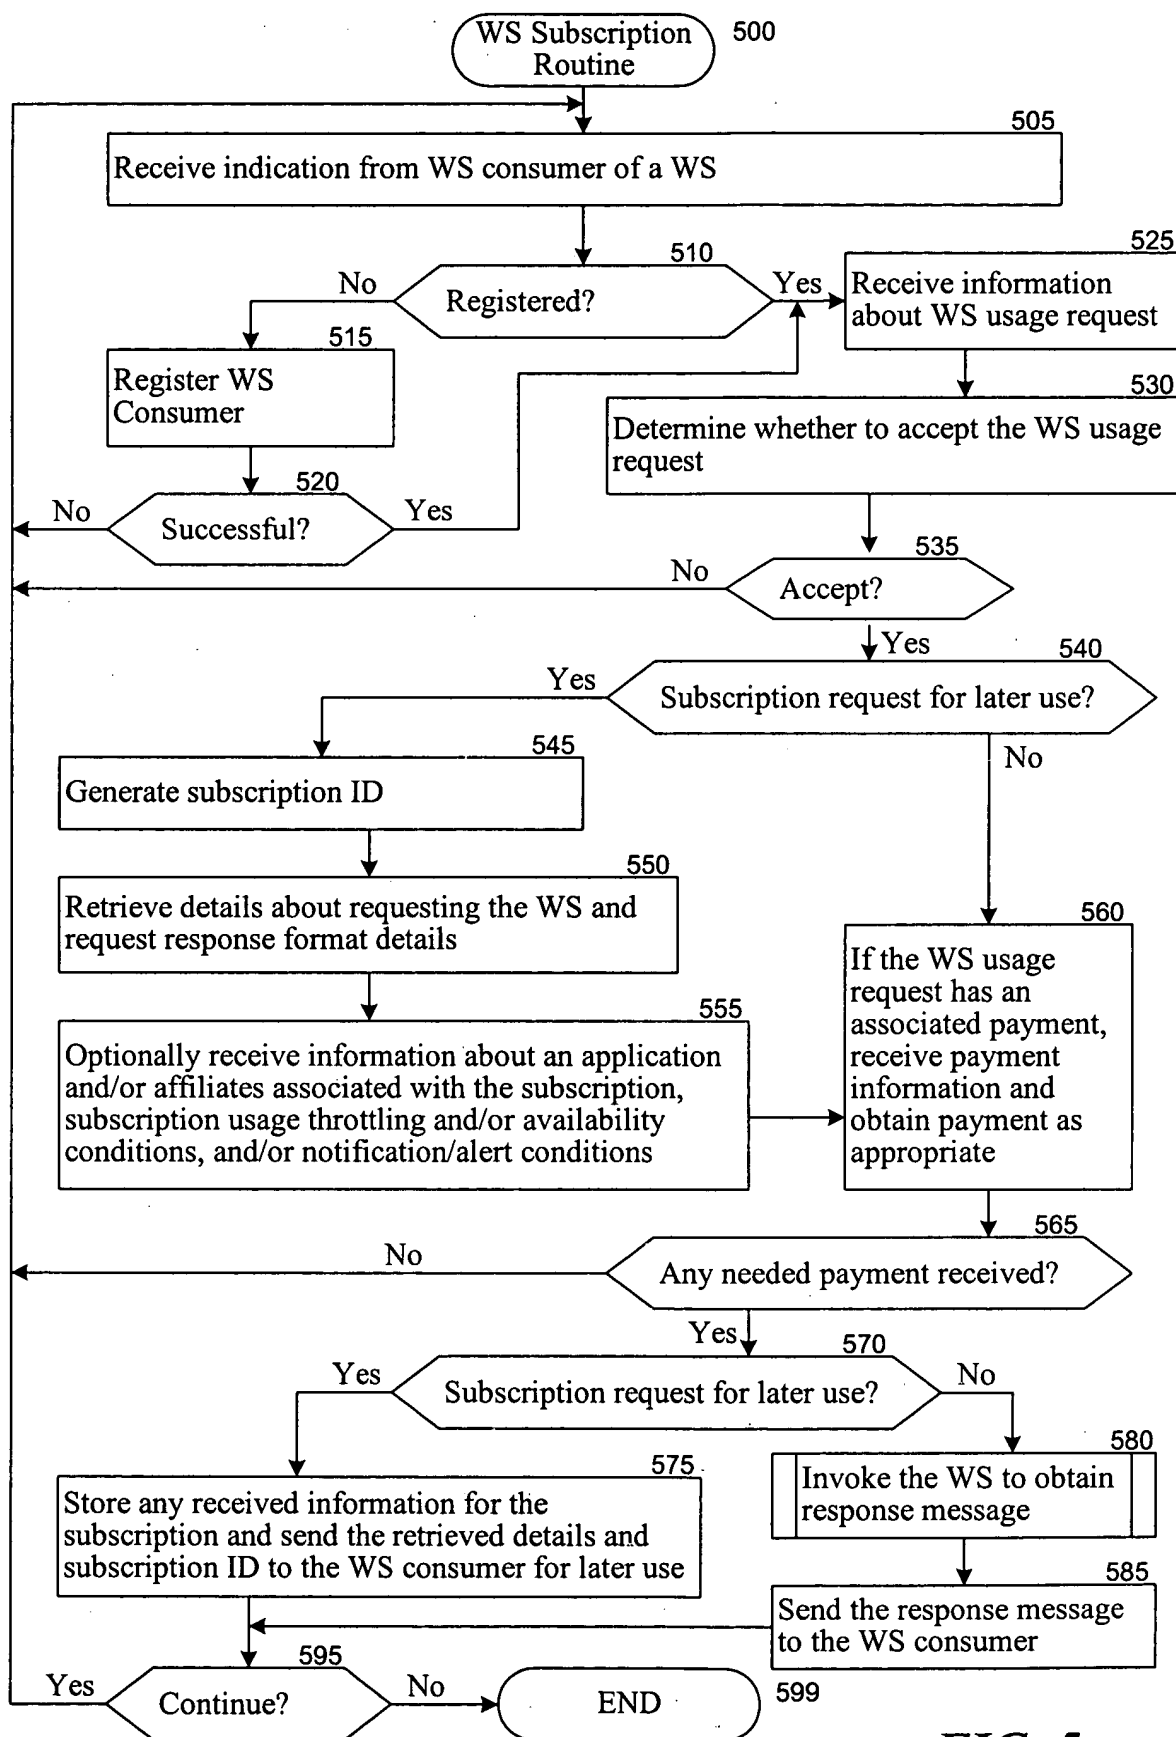 WS Subscription
Routine
500
505
Receive indication from WS consumer of a WS
510
Registered?
No
Yes
525
Receive information
about WS usage request
515
Register WS
Consumer
530
Determine whether to accept the WS usage
request
520
Successful?
No
Yes
535
Accept?
No
Yes
540
Subscription request for later use?
Yes
No
545
Generate subscription ID
550
Retrieve details about requesting the WS and
request response format details
555
Optionally receive information about an application
and/or affiliates associated with the subscription,
subscription usage throttling and/or availability
conditions, and/or notification/alert conditions
560
If the WS usage
request has an
associated payment,
receive payment
information and
obtain payment as
appropriate
565
Any needed payment received?
No
Yes
570
Subscription request for later use?
Yes
No
575
Store any received information for the
subscription and send the retrieved details and
subscription ID to the WS consumer for later use
580
Invoke the WS to obtain
response message
585
Send the response message
to the WS consumer
595
Continue?
Yes
No
END
599